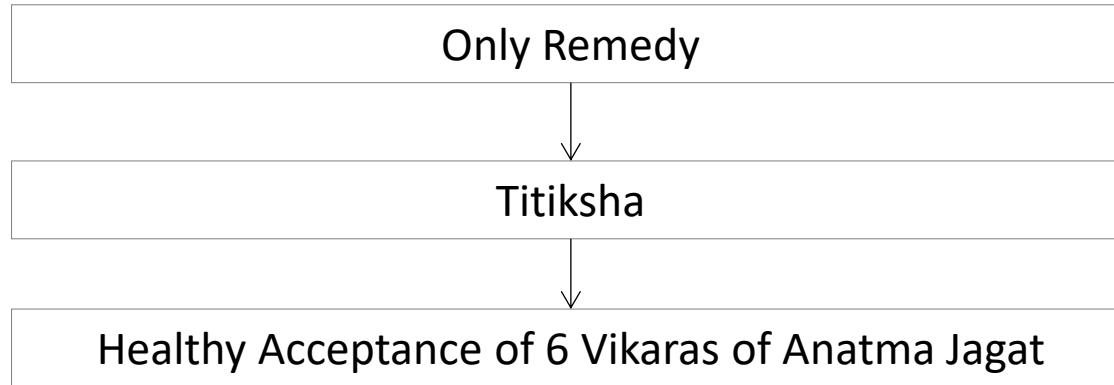 Only Remedy
Titiksha
Healthy Acceptance of 6 Vikaras of Anatma Jagat